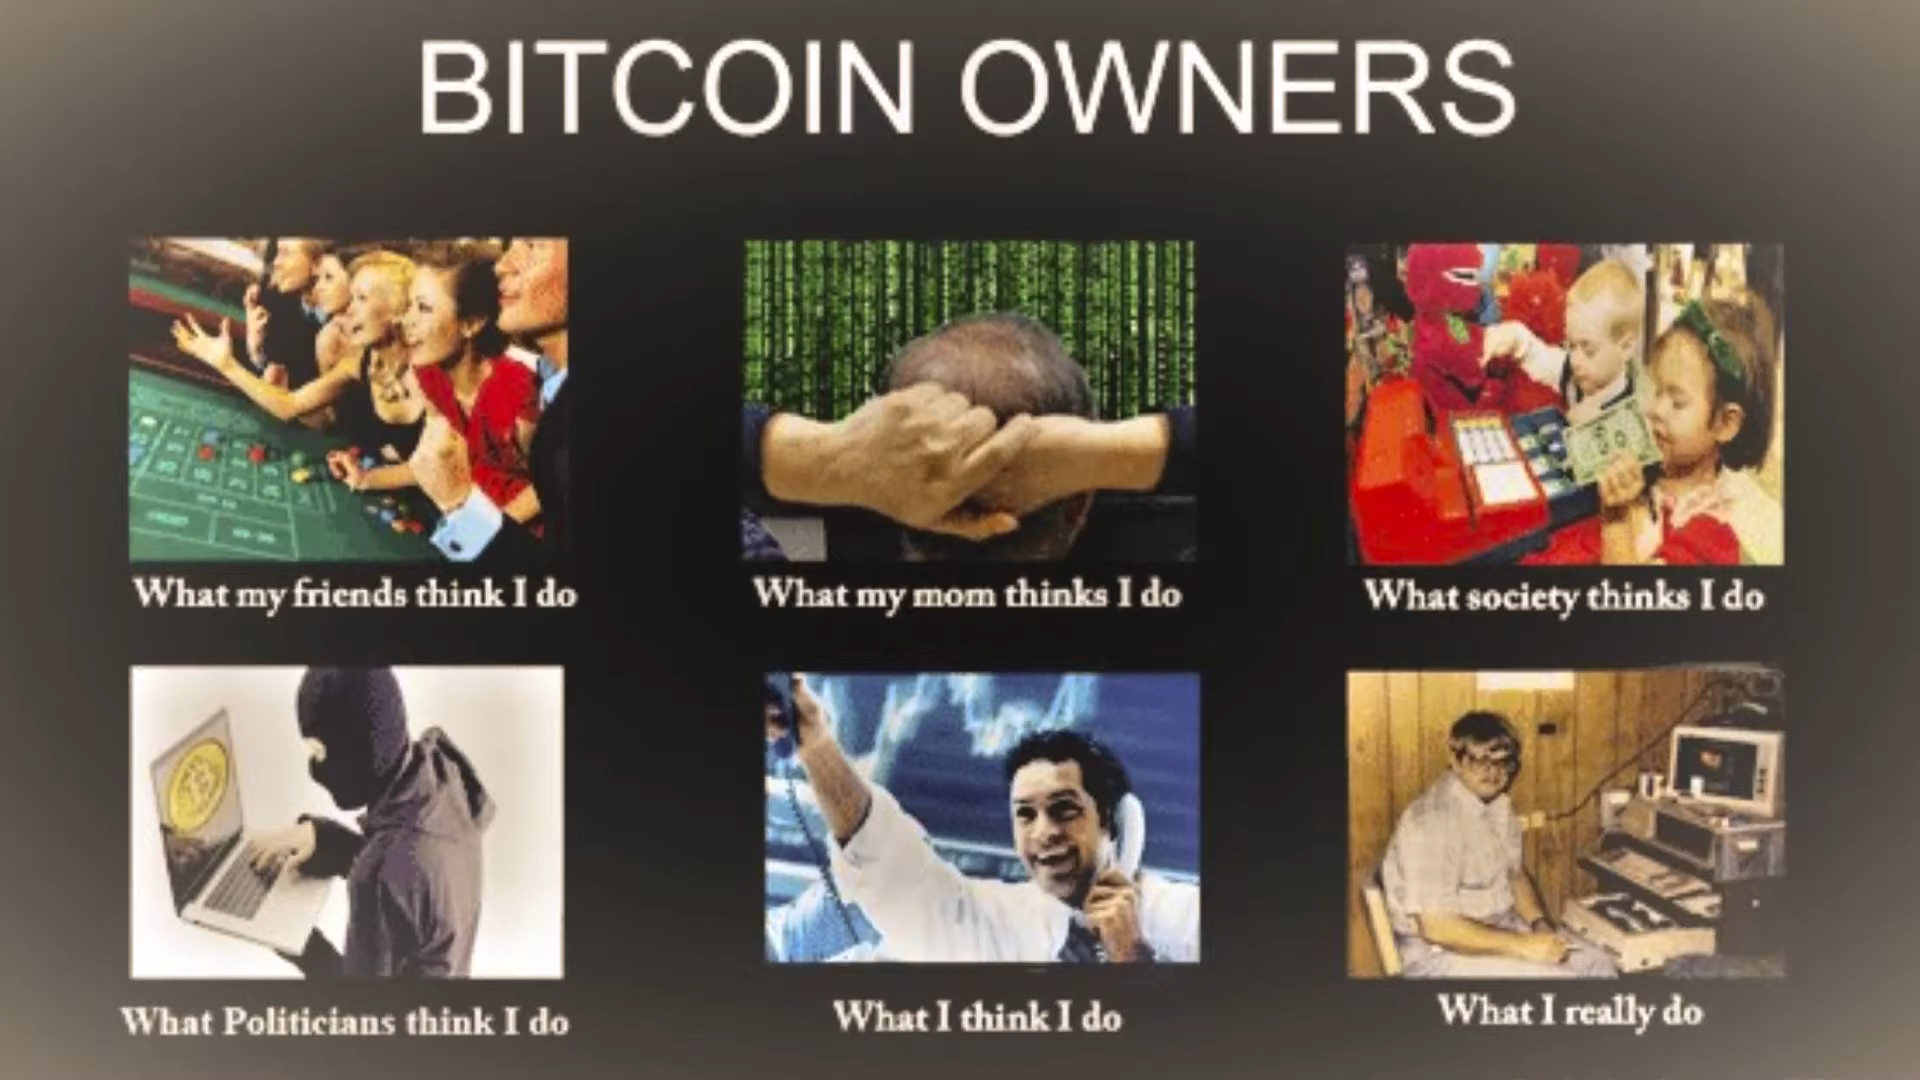 BITCOIN OWNERS
What my friends think I do
What my mom thinks I do
What society thinks I do
What Politicians think I do
What I think I do
What I really do